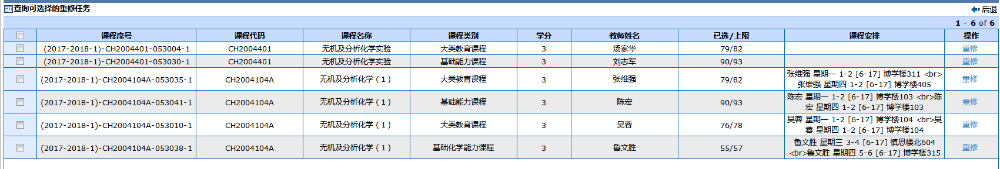 查询可选择的重修任务
后退
1 - 6 of 6
课程序号 课程代码 课程名称 课程类别 学分 教师姓名 已选/上限 课程安排 操作
(2017-2018-1)-CH2004401-053004-1 CH2004401 无机及分析化学实验 大类教育课程 3 汤家华 79/82 重修
(2017-2018-1)-CH2004401-053030-1 CH2004401 无机及分析化学实验 基础能力课程 3 刘志军 90/93 重修
(2017-2018-1)-CH2004104A-053035-1 CH2004104A 无机及分析化学（1） 大类教育课程 3 张维强 79/82 张维强 星期一 1-2 [6-17] 博学楼311 <br>
张维强 星期四 1-2 [6-17] 博学楼405 重修
(2017-2018-1)-CH2004104A-053041-1 CH2004104A 无机及分析化学（1） 基础能力课程 3 陈宏 90/93 陈宏 星期一 1-2 [6-17] 博学楼103 <br>陈
宏 星期四 1-2 [6-17] 博学楼103 重修
(2017-2018-1)-CH2004104A-053010-1 CH2004104A 无机及分析化学（1） 大类教育课程 3 吴蓉 76/78 吴蓉 星期一 1-2 [6-17] 博学楼104 <br>吴
蓉 星期四 1-2 [6-17] 博学楼104 重修
(2017-2018-1)-CH2004104A-053038-1 CH2004104A 无机及分析化学（1） 基础化学能力课程 3 鲁文胜 55/57 鲁文胜 星期三 3-4 [6-17] 慎思楼北604
<br>鲁文胜 星期四 5-6 [6-17] 博学楼315 重修